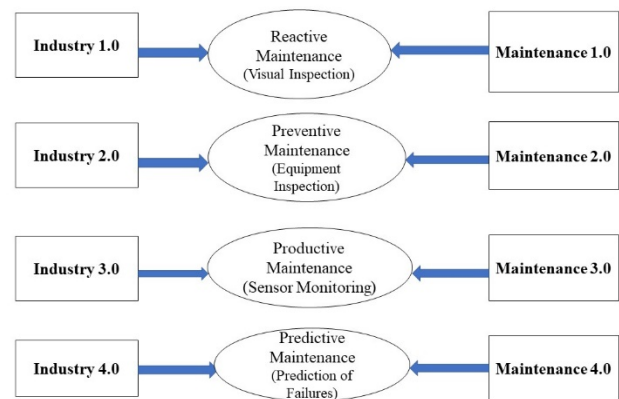 Industry 1.0
Reactive
Maintenance
(Visual Inspection)
Maintenance 1.0
Industry 2.0
Preventive
Maintenance
(Equipment
Inspection)
Maintenance 2.0
Industry 3.0
Productive
Maintenance
(Sensor Monitoring)
Maintenance 3.0
Industry 4.0
Predictive
Maintenance
(Prediction of
Failures)
Maintenance 4.0